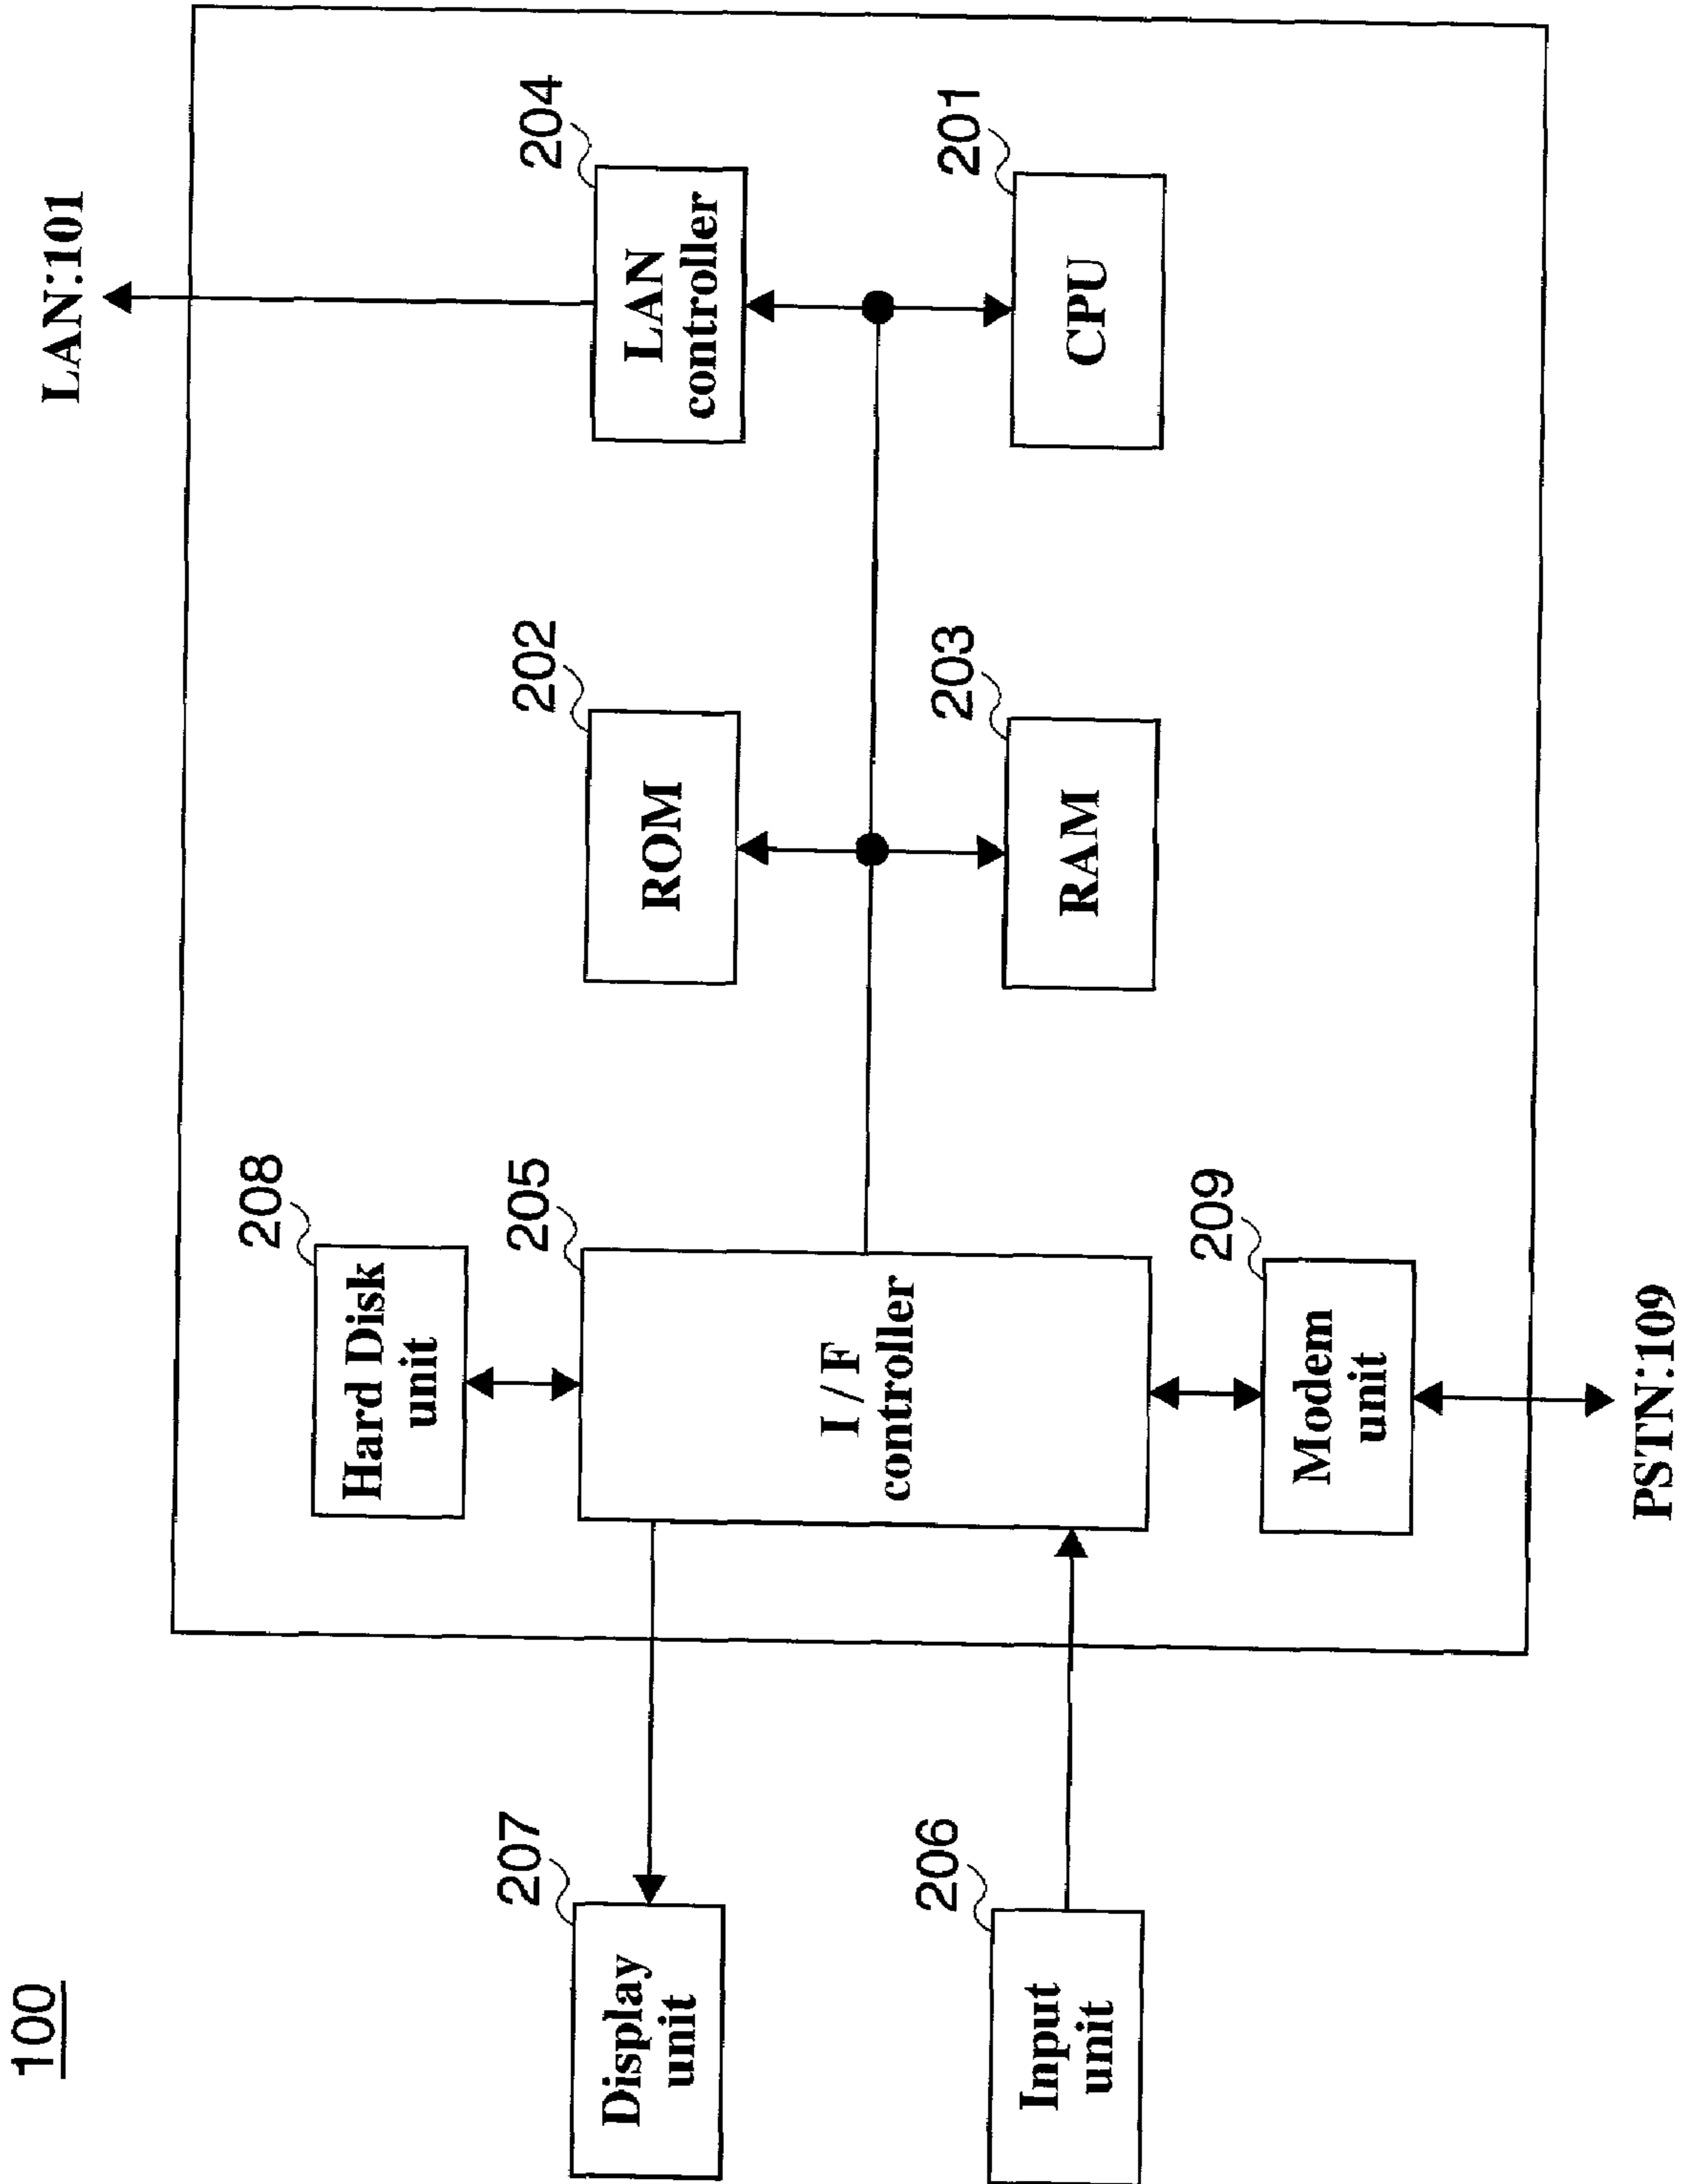 100
207
Display
unit
206
Input
unit
208
Hard Disk
unit
205
I/F
controller
209
Modem
unit
PSTN:109
202
ROM
203
RAM
LAN:101
204
LAN
controller
201
CPU